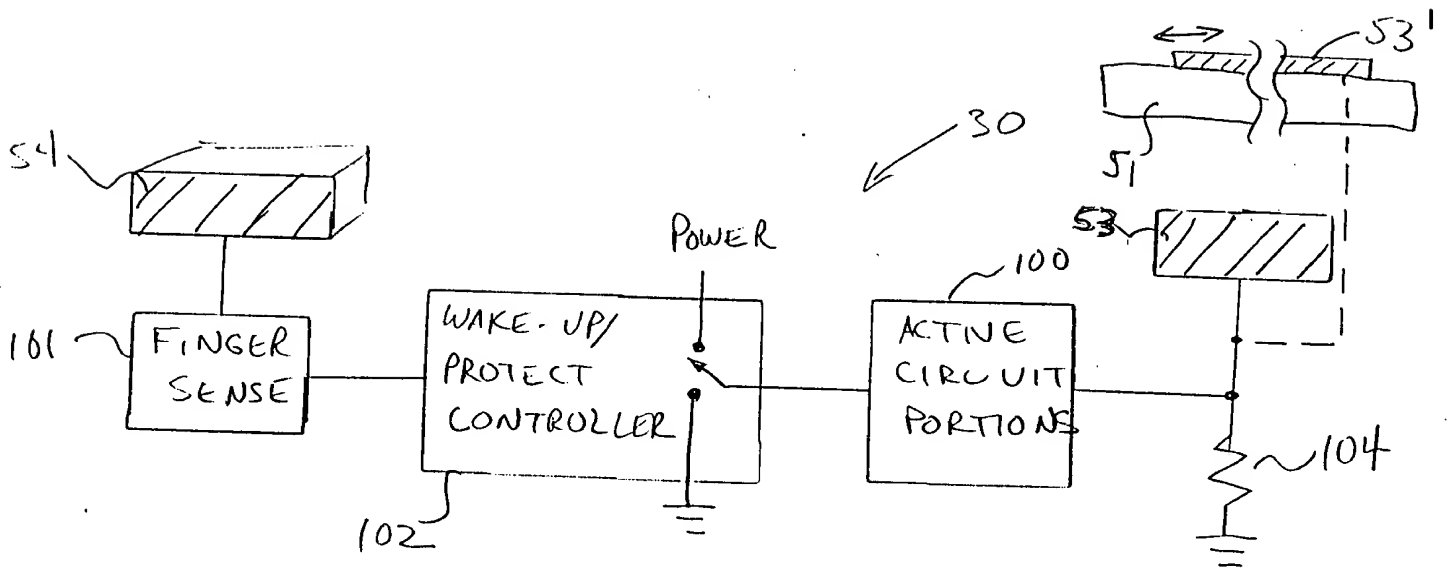 53'
30
51
54
53
POWER
100
101
FINGER
SENSE
WAKE-UP/
PROTECT
CONTROLLER
ACTIVE
CIRCUIT
PORTIONS
104
102